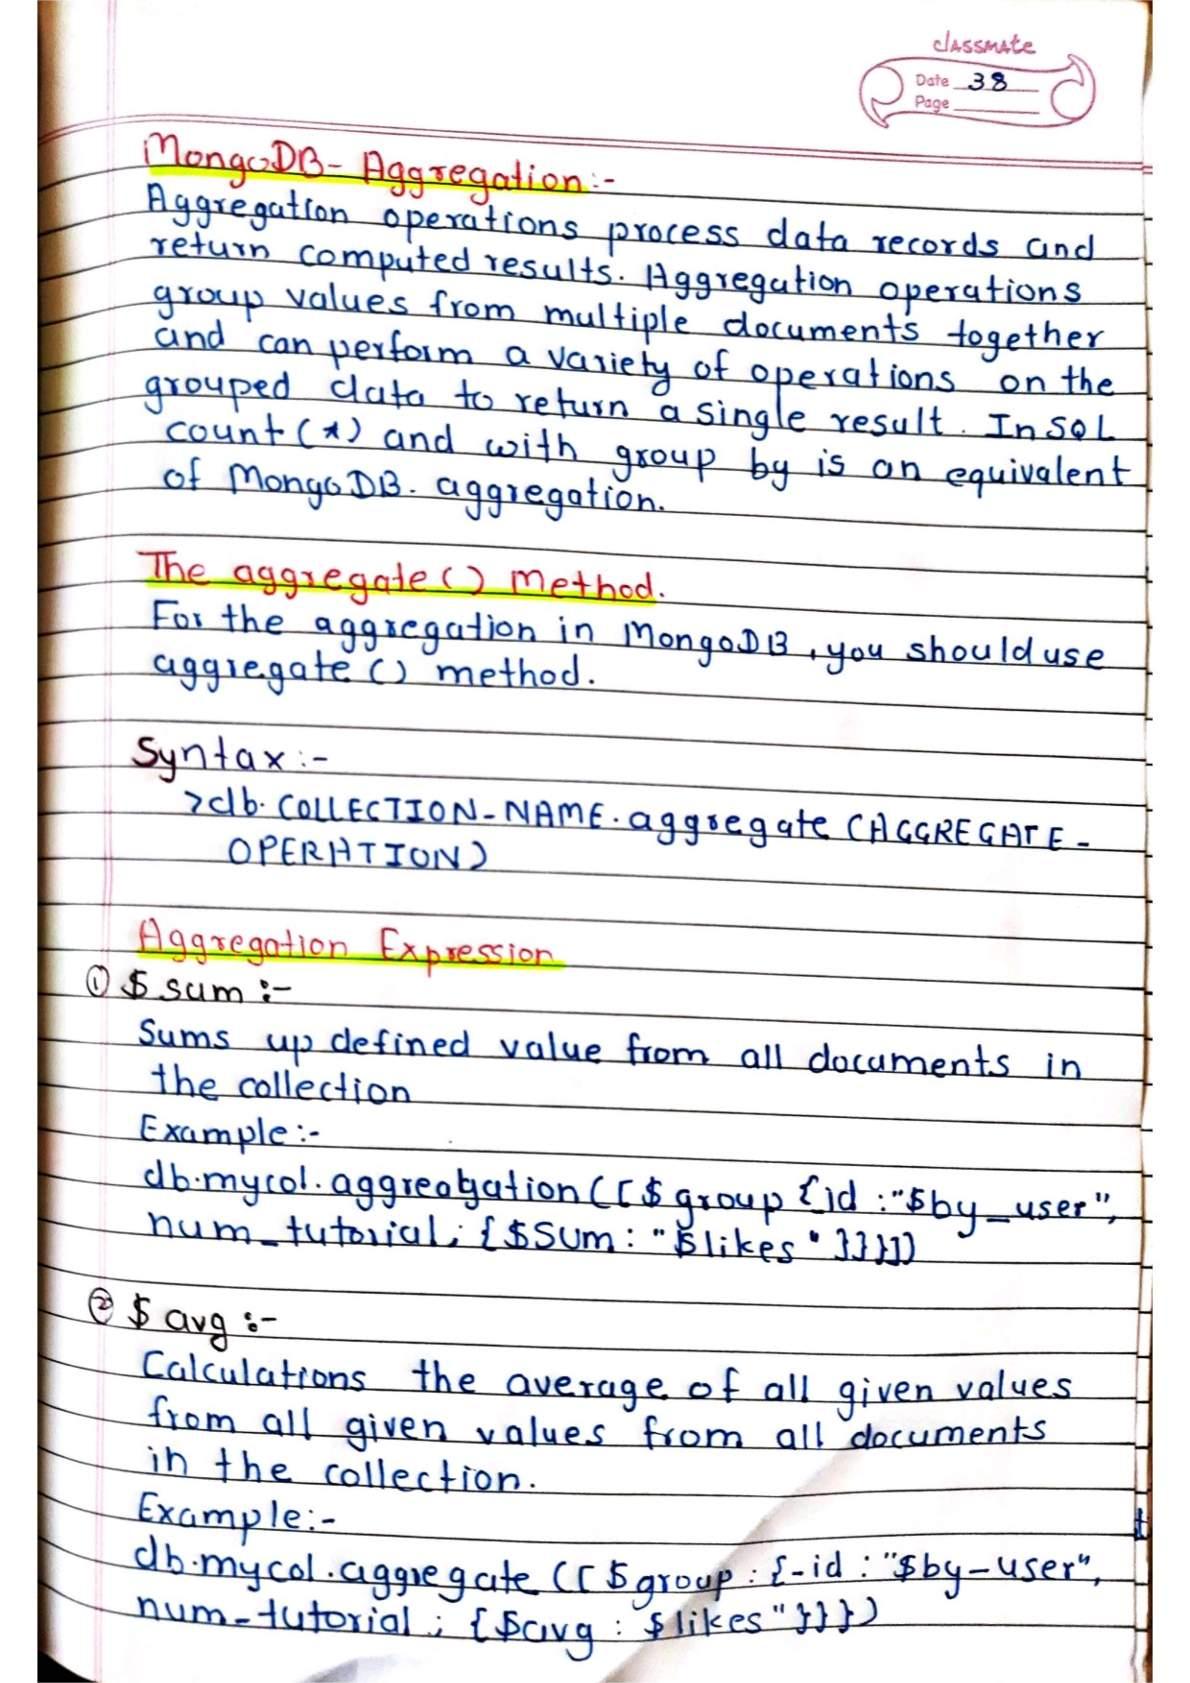 classmate
Date 38
Page
MongoDB - Aggregation:-
Aggregation operations process data records and
return computed results. Aggregation operations
group values from multiple documents together
and can perform a variety of operations on the
grouped data to return a single result. In SQL
count(*) and with group by is an equivalent
of MongoDB. aggregation.
The aggregate() Method.
For the aggregation in MongoDB, you should use
aggregate() method.
Syntax:-
>db.COLLECTION-NAME.aggregate(AGGREGATE-
OPERATION)
Aggregation Expression
① $ sum :-
Sums up defined value from all documents in
the collection
Example:-
db.mycol. ([$ group {id :"$by_user",
num_tutorial; {$Sum : "$likes" }}}])
② $ avg :-
Calculations the average of all given values
from all given values from all documents
in the collection.
Example:-
db.mycol.aggregate ([$group : {-id : "$by-user",
num-tutorial ; {$avg : $likes"}}})